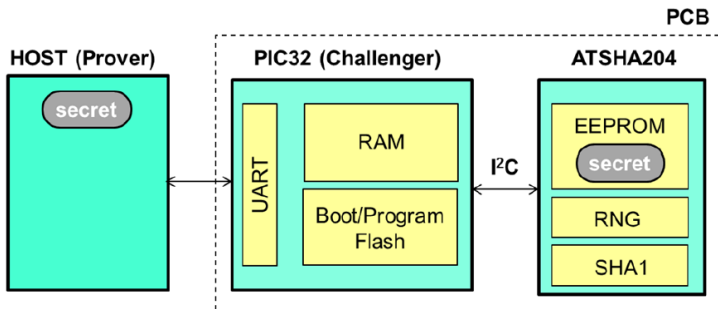 PCB
HOST (Prover)
PIC32 (Challenger)
ATSHA204
secret
UART
RAM
Boot/Program
Flash
I²C
EEPROM
secret
RNG
SHA1